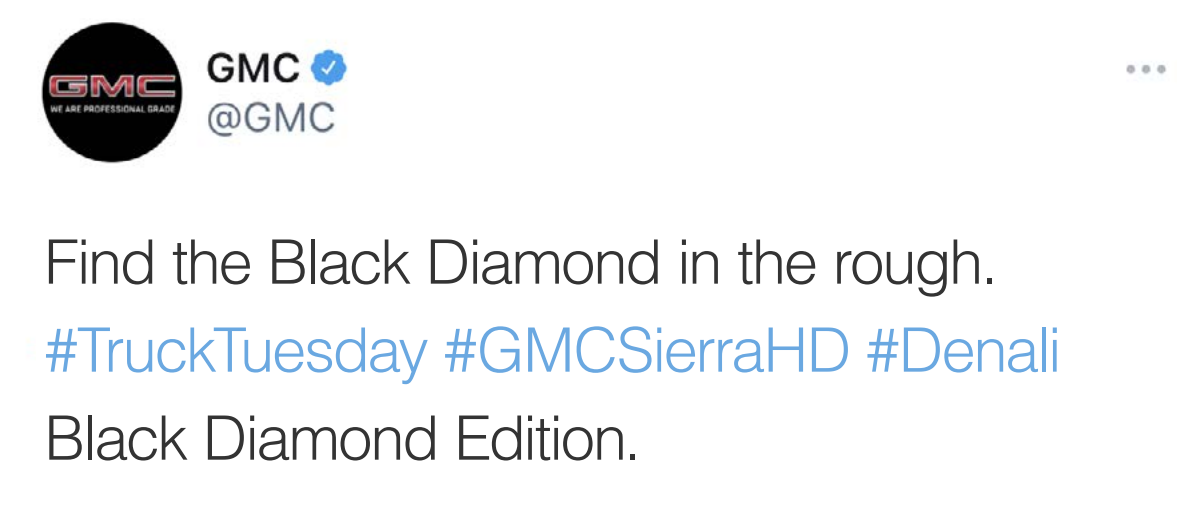 GMC
WE ARE PROFESSIONAL GRADE
GMC
@GMC
Find the Black Diamond in the rough.
#TruckTuesday #GMCSierraHD #Denali
Black Diamond Edition.